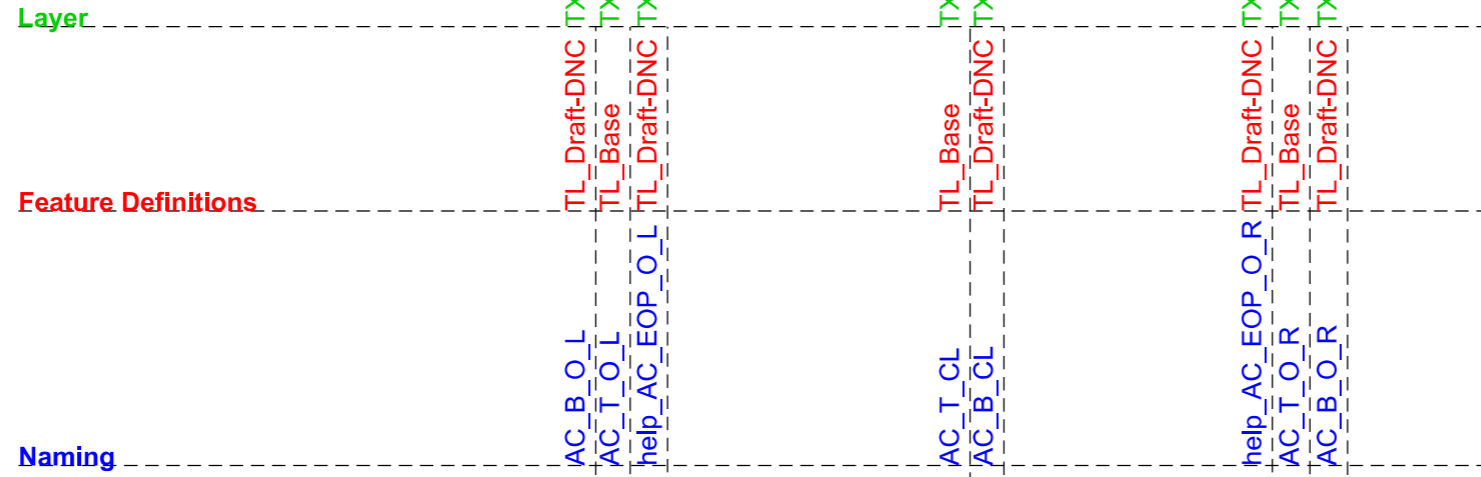 Layer
TX
TX
TX
TX
TX
TX
TX
TX
TL_Draft-DNC
TL_Base
TL_Draft-DNC
TL_Base
TL_Draft-DNC
TL_Draft-DNC
TL_Base
TL_Draft-DNC
Feature Definitions
AC_B_O_L
AC_T_O_L
help_AC_EOP_O_L
AC_T_CL
AC_B_CL
help_AC_EOP_O_R
AC_T_O_R
AC_B_O_R
Naming